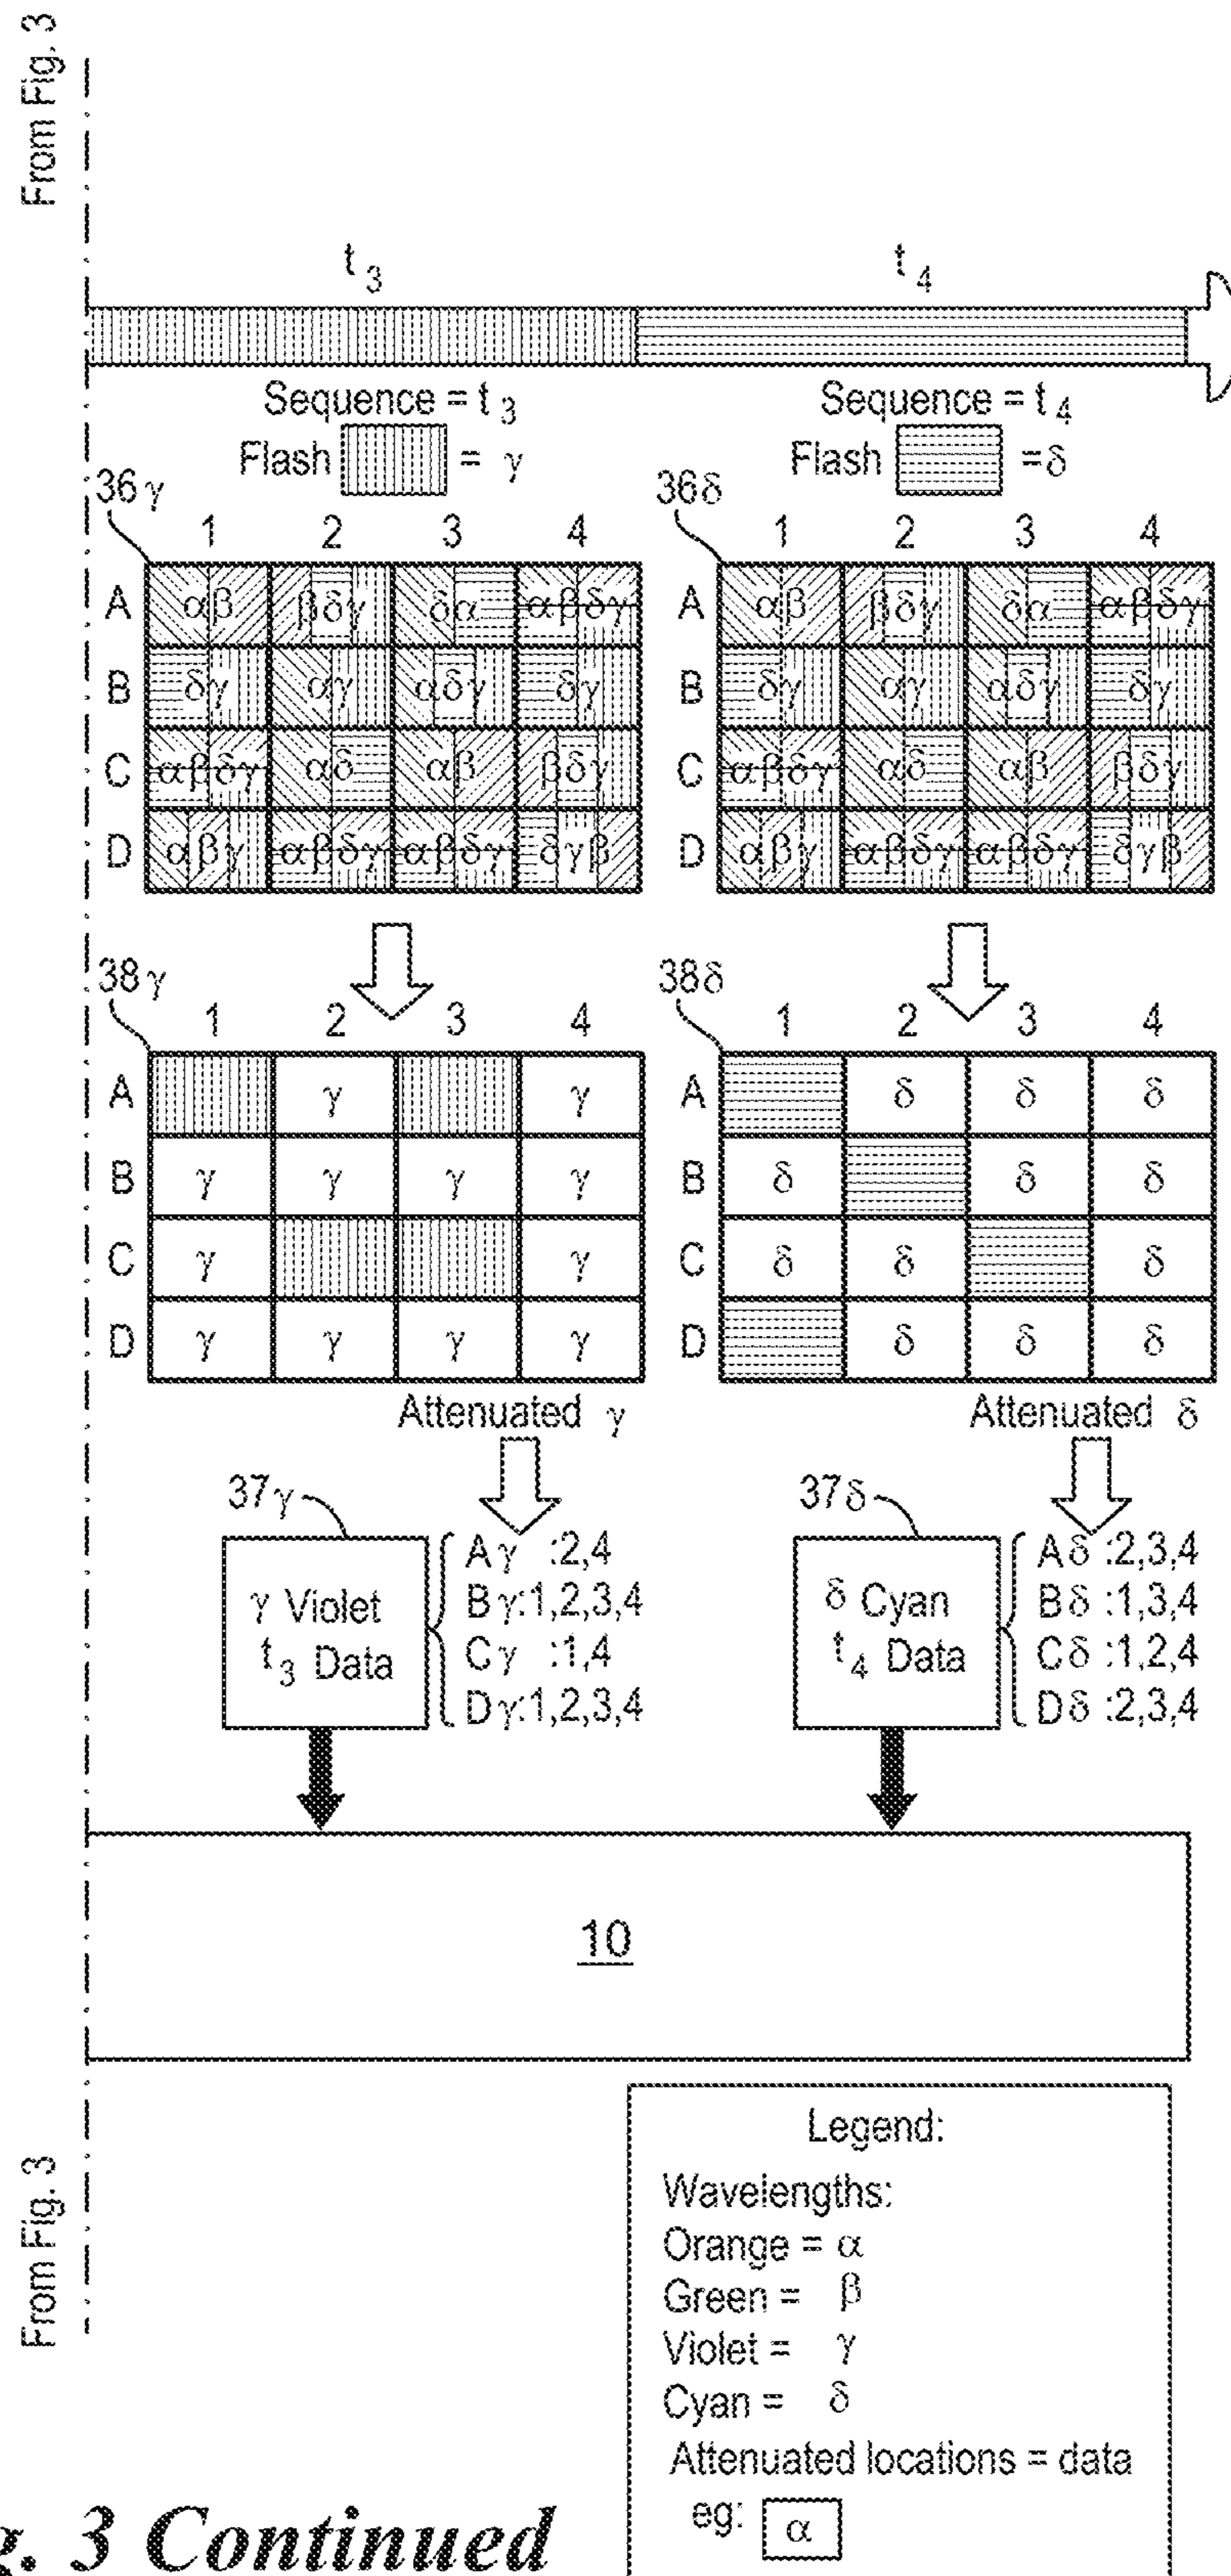 From Fig. 3
t3 t4
Sequence = t3 Sequence = t4
Flash = γ Flash =δ
36γ 36δ
1 2 3 4 1 2 3 4
A αβ βδγ δα αβδγ A αβ βδγ δα αβδγ
B δγ αγ αδγ δγ B δγ αγ αδγ δγ
C αβδγ αδ αβ βδγ C αβδγ αδ αβ βδγ
D αβγ αβδγ αβδγ δγβ D αβγ αβδγ αβδγ δγβ
38γ 38δ
1 2 3 4 1 2 3 4
A γ γ A δ δ δ
B γ γ γ γ B δ δ δ
C γ γ C δ δ δ
D γ γ γ γ D δ δ δ
Attenuated γ Attenuated δ
37γ 37δ
γ Violet
t3 Data
Aγ :2,4
Bγ:1,2,3,4
Cγ :1,4
Dγ:1,2,3,4
δ Cyan
t4 Data
Aδ :2,3,4
Bδ :1,3,4
Cδ :1,2,4
Dδ :2,3,4
10
From Fig. 3
Legend:
Wavelengths:
Orange = α
Green = β
Violet = γ
Cyan = δ
Attenuated locations = data
eg: α
g. 3 Continued